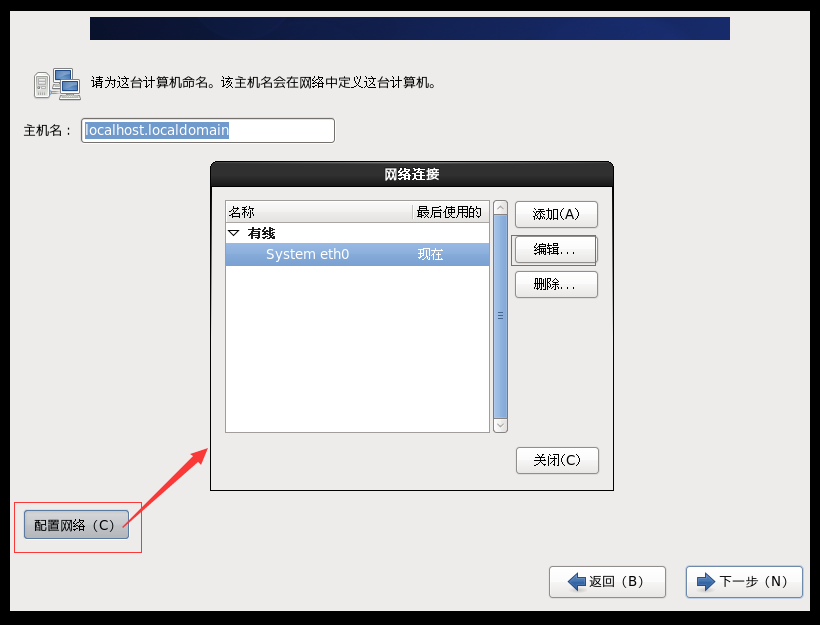 请为这台计算机命名。该主机名会在网络中定义这台计算机。
主机名： localhost.localdomain
网络连接
名称 最后使用的 添加(A)
有线
System eth0 现在
编辑...
删除...
关闭(C)
配置网络（C）
返回（B） 下一步（N）